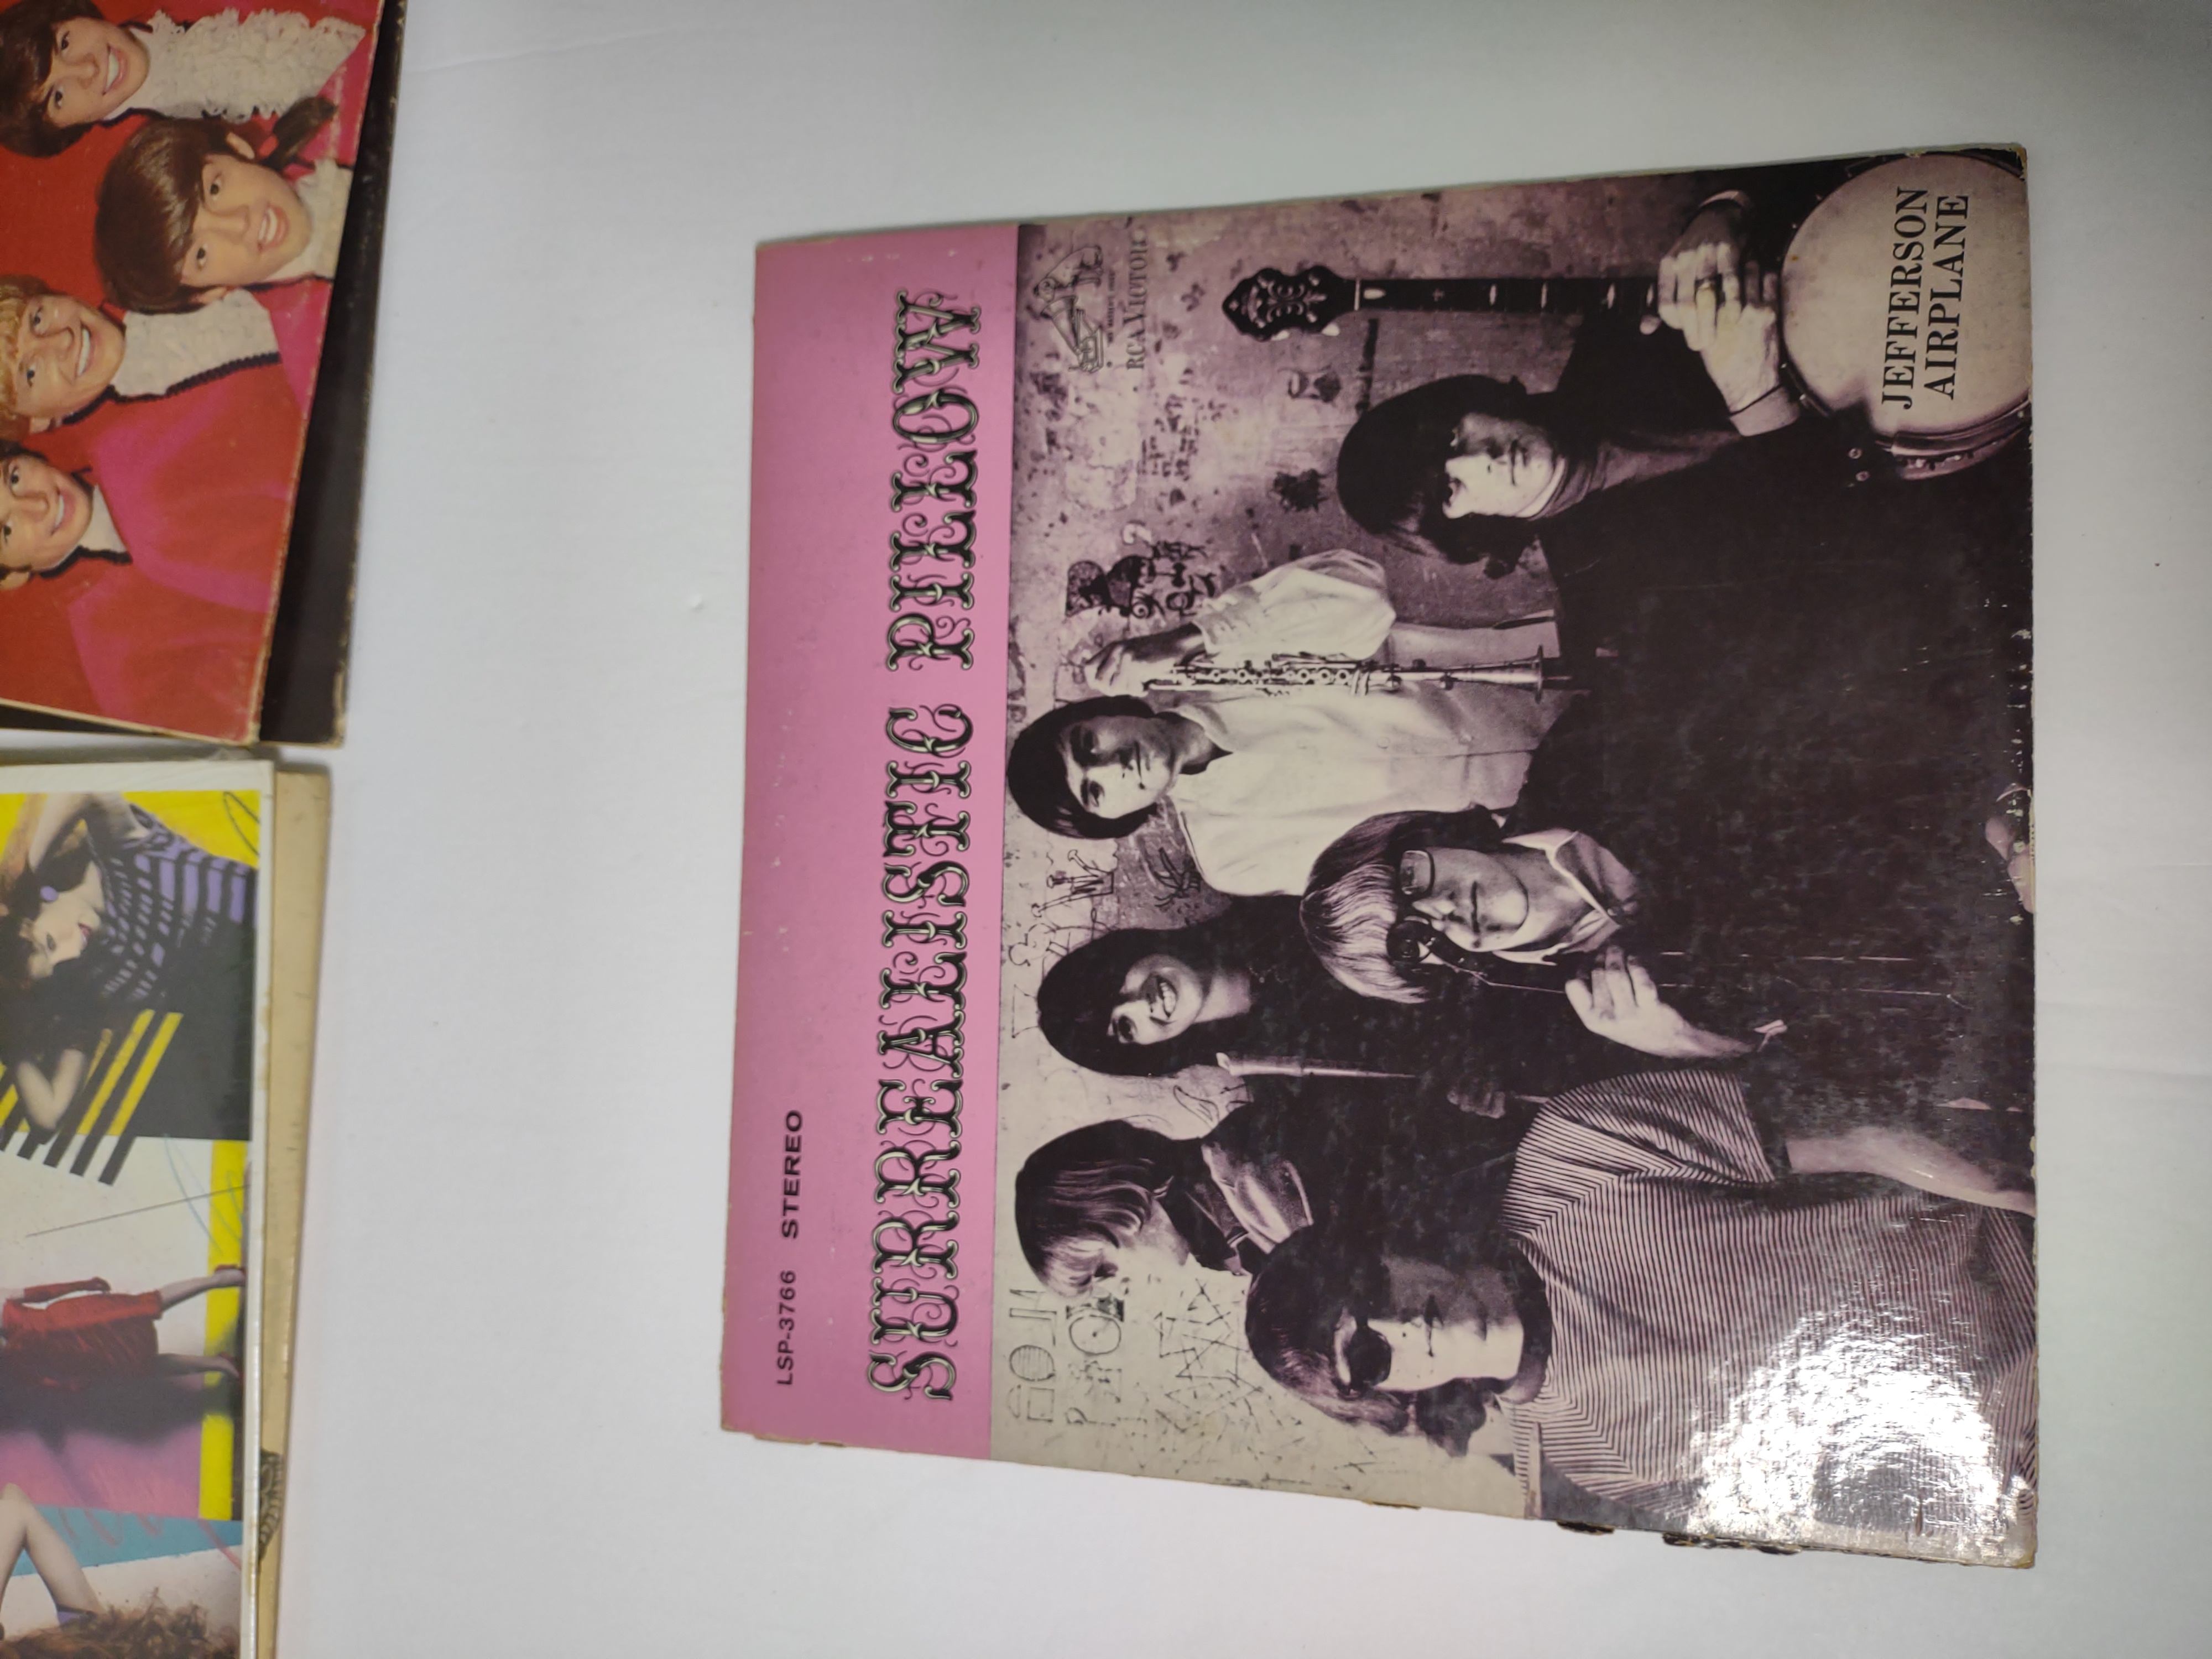 LSP-3766 STEREO
SURREALISTIC PILLOW
RCA VICTOR
JEFFERSON
AIRPLANE